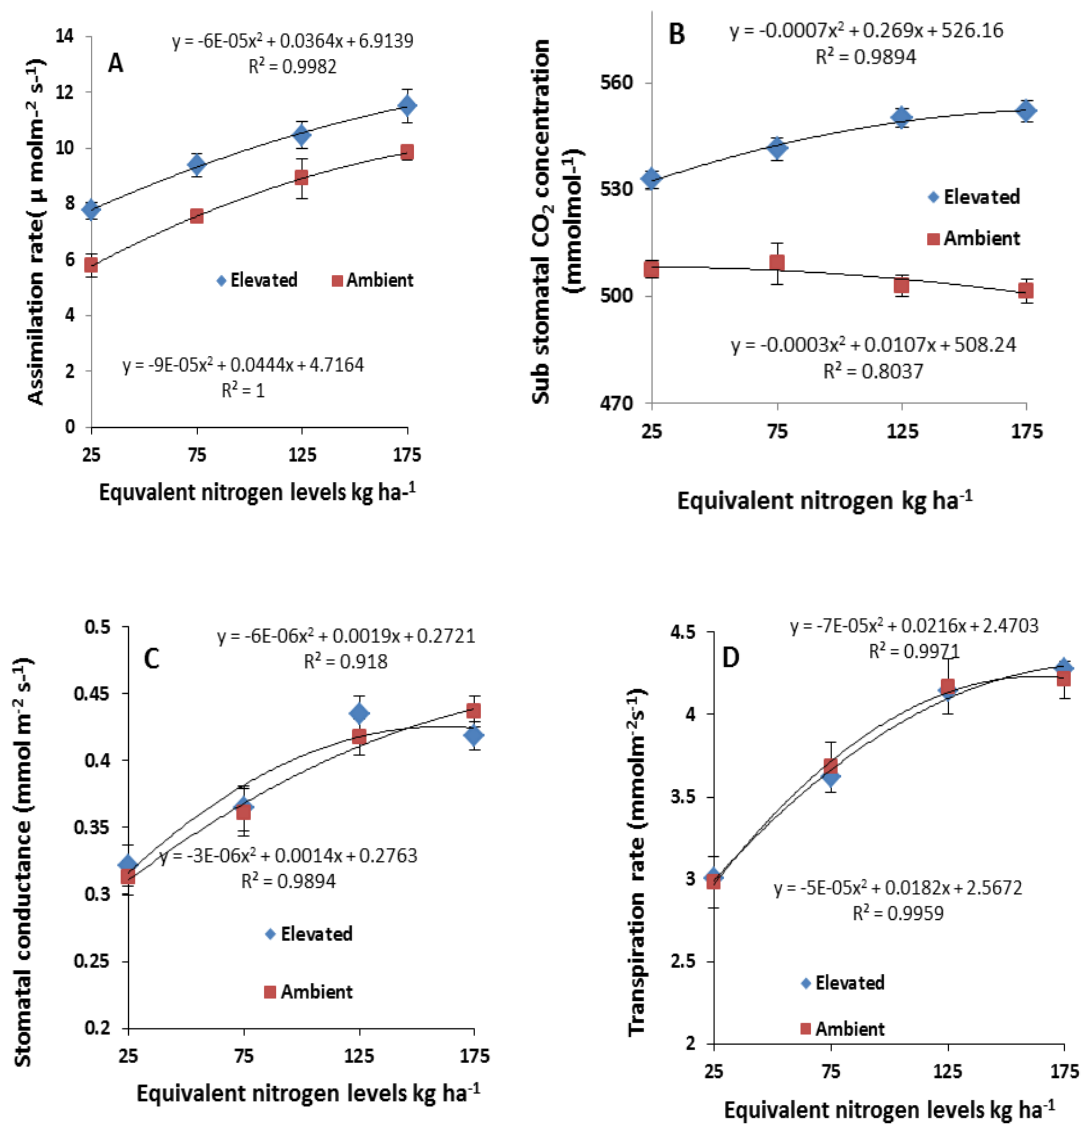 A
y = -6E-05x² + 0.0364x + 6.9139
R² = 0.9982
14
12
10
8
6
4
2
0
Assimilation rate( µ molm-⁻² s-¹)
Elevated
Ambient
y = -9E-05x² + 0.0444x + 4.7164
R² = 1
25 75 125 175
Equvalent nitrogen levels kg ha-¹
B
y = -0.0007x² + 0.269x + 526.16
R² = 0.9894
560
530
500
470
Sub stomatal CO₂ concentration
(mmolmol-¹)
Elevated
Ambient
y = -0.0003x² + 0.0107x + 508.24
R² = 0.8037
25 75 125 175
Equivalent nitrogen kg ha-¹
C
y = -6E-06x² + 0.0019x + 0.2721
R² = 0.918
0.5
0.45
0.4
0.35
0.3
0.25
0.2
Stomatal conductance (mmol m-² s-¹)
y = -3E-06x² + 0.0014x + 0.2763
R² = 0.9894
Elevated
Ambient
25 75 125 175
Equivalent nitrogen levels kg ha-¹
D
y = -7E-05x² + 0.0216x + 2.4703
R² = 0.9971
4.5
4
3.5
3
2.5
2
Transpiration rate (mmolm-²s-¹)
y = -5E-05x² + 0.0182x + 2.5672
R² = 0.9959
Elevated
Ambient
25 75 125 175
Equivalent nitrogen levels kg ha-¹